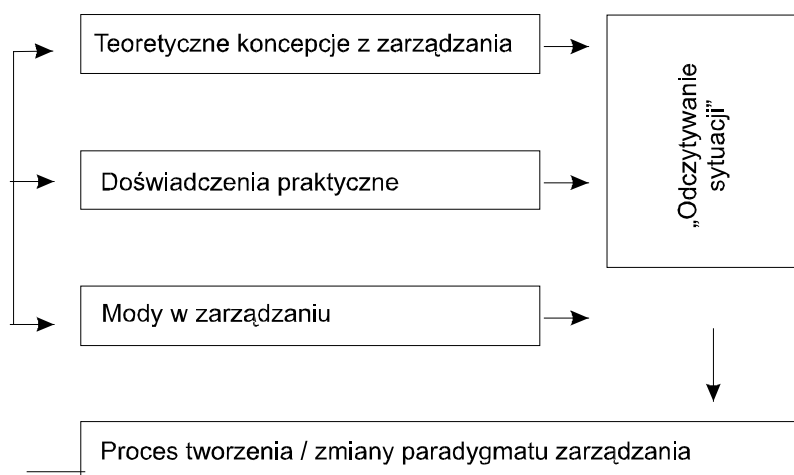 Teoretyczne koncepcje z zarządzania
Doświadczenia praktyczne
Mody w zarządzaniu
„Odczytywanie
sytuacji”
Proces tworzenia / zmiany paradygmatu zarządzania